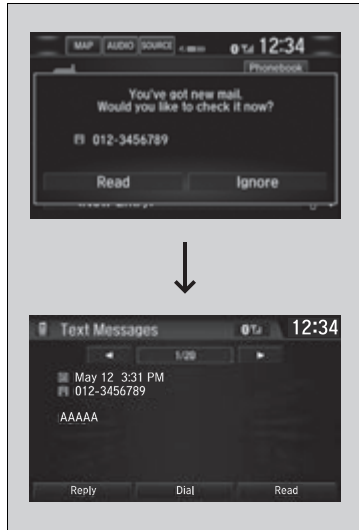 MAP AUDIO SOURCE 12:34
Phonebook
You've got new mail.
Would you like to check it now?
012-3456789
Read Ignore
Text Messages 12:34
1/20
May 12 3:31 PM
012-3456789
AAAAA
Reply Dial Read